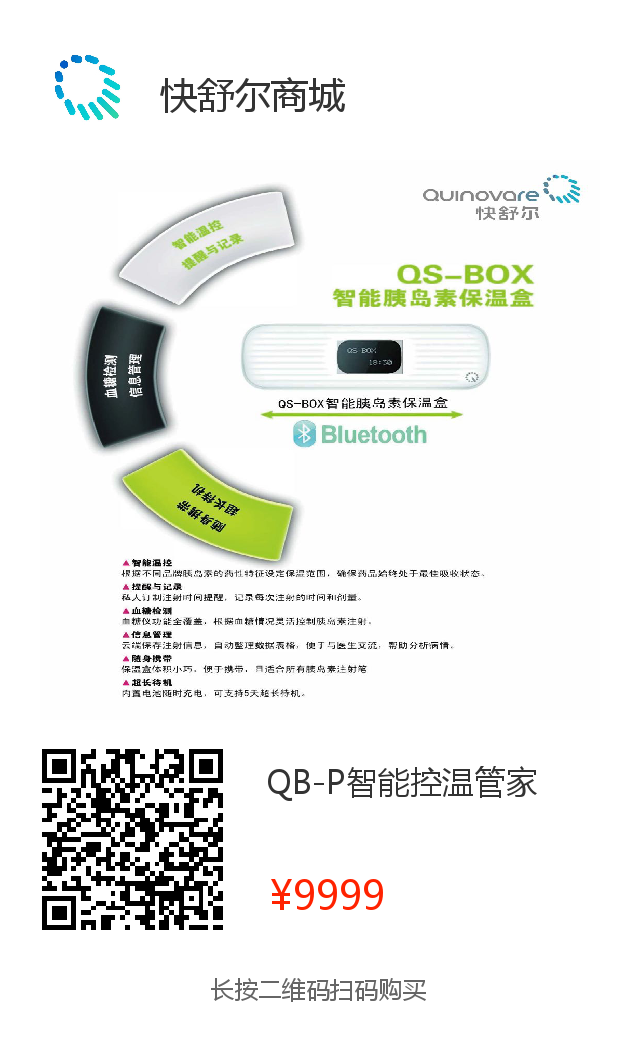 快舒尔商城
Quinovare
快舒尔
智能温控
提醒与记录
QS-BOX
智能胰岛素保温盒
血糖检测
信息管理
QS-BOX
18:30
QS-BOX智能胰岛素保温盒
Bluetooth
随身携带
超长待机
▲智能温控
根据不同品牌胰岛素的药性特征设定保温范围，确保药品始终处于最佳吸收状态。
▲提醒与记录
私人订制注射时间提醒，记录每次注射的时间和剂量。
▲血糖检测
血糖仪功能全覆盖，根据血糖情况灵活控制胰岛素注射。
▲信息管理
云端保存注射信息，自动整理数据表格，便于与医生交流，帮助分析病情。
▲随身携带
保温盒体积小巧，便于携带，且适合所有胰岛素注射笔
▲超长待机
内置电池随时充电，可支持5天超长待机。
QB-P智能控温管家
¥9999
长按二维码扫码购买